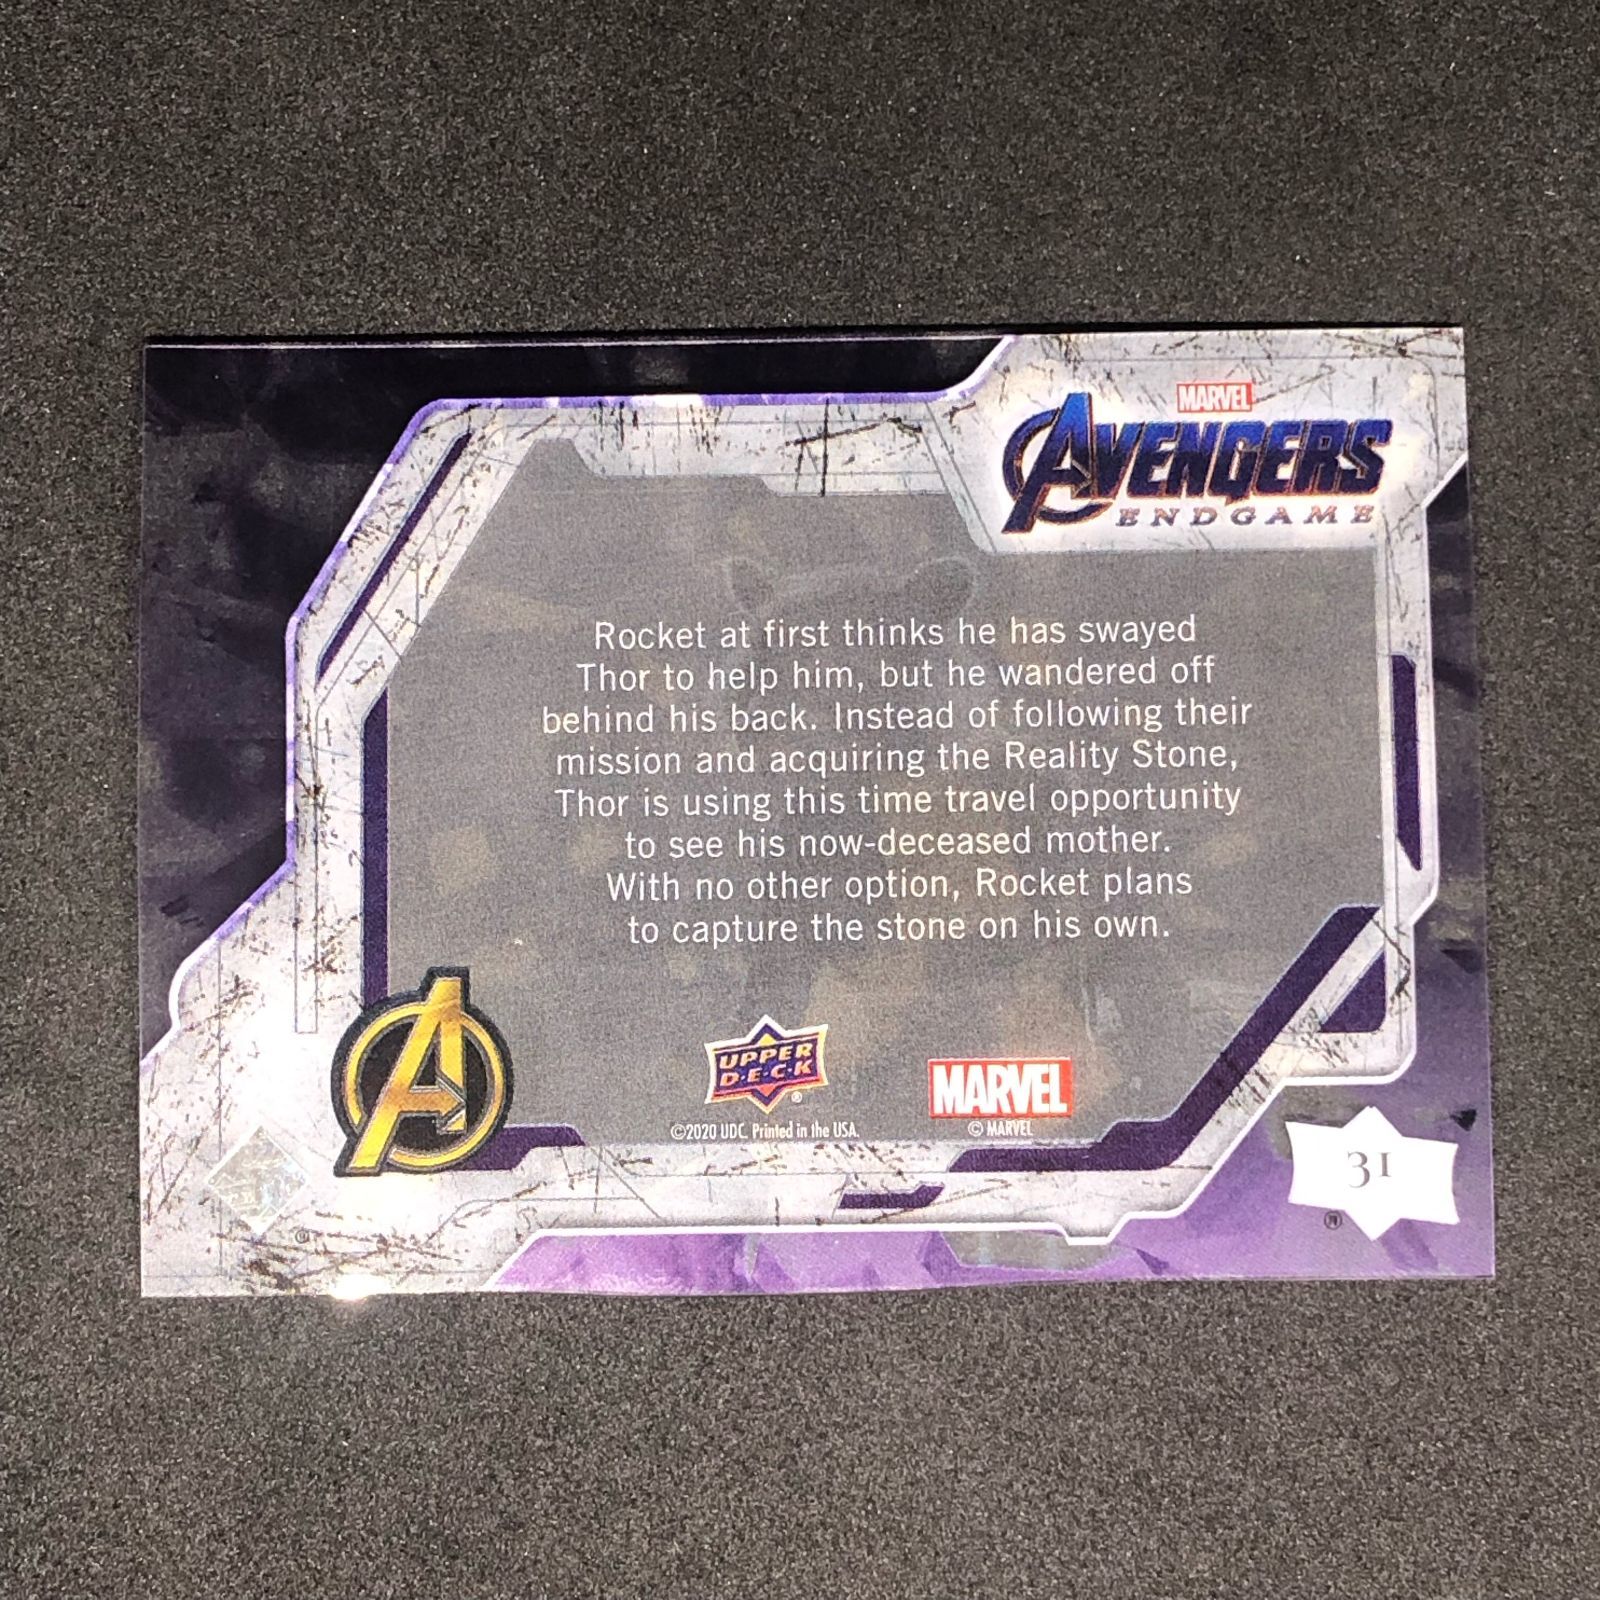 MARVEL
AVENGERS
ENDGAME
Rocket at first thinks he has swayed
Thor to help him, but he wandered off
behind his back. Instead of following their
mission and acquiring the Reality Stone,
Thor is using this time travel opportunity
to see his now-deceased mother.
With no other option, Rocket plans
to capture the stone on his own.
UPPER
D·E·C·K
®
©2020 UDC. Printed in the USA.
MARVEL
© MARVEL
31